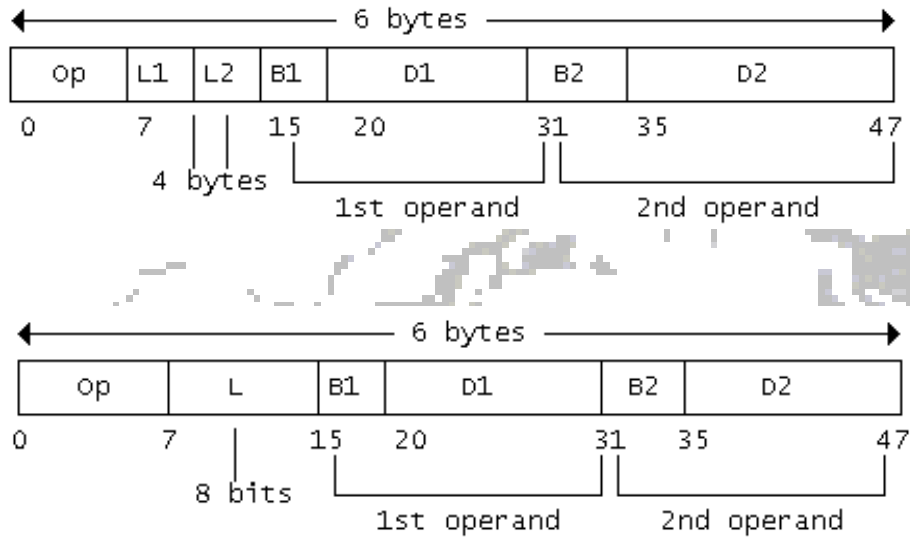 6 bytes
Op L1 L2 B1 D1 B2 D2
0 7 15 20 31 35 47
4 bytes
1st operand 2nd operand
6 bytes
Op L B1 D1 B2 D2
0 7 15 20 31 35 47
8 bits
1st operand 2nd operand